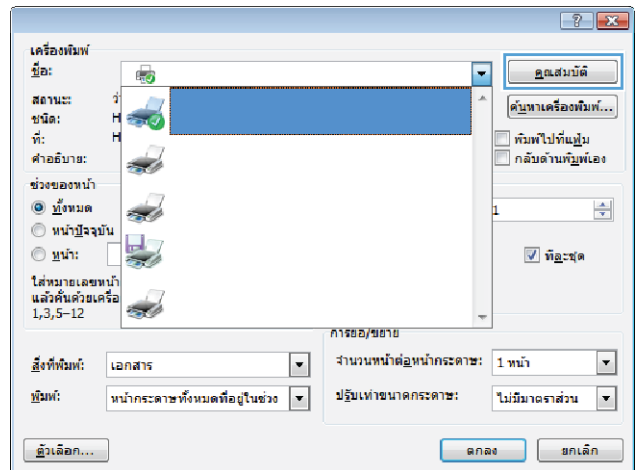 เครื่องพิมพ์
ชื่อ:
คุณสมบัติ
สถานะ: ว่
ค้นหาเครื่องพิมพ์...
ชนิด: H
ที่: H
พิมพ์ไปที่แฟ้ม
คำอธิบาย:
กลับด้านพิมพ์เอง
ช่วงของหน้า
ทั้งหมด
1
หน้าปัจจุบัน
หน้า:
ทีละชุด
ใส่หมายเลขหน้า
แล้วคั่นด้วยเครื่อ
1,3,5–12
การย่อ/ขยาย
สิ่งที่พิมพ์: เอกสาร
จำนวนหน้าต่อหน้ากระดาษ: 1 หน้า
พิมพ์: หน้ากระดาษทั้งหมดที่อยู่ในช่วง
ปรับเท่าขนาดกระดาษ: ไม่มีมาตราส่วน
ตัวเลือก...
ตกลง
ยกเลิก